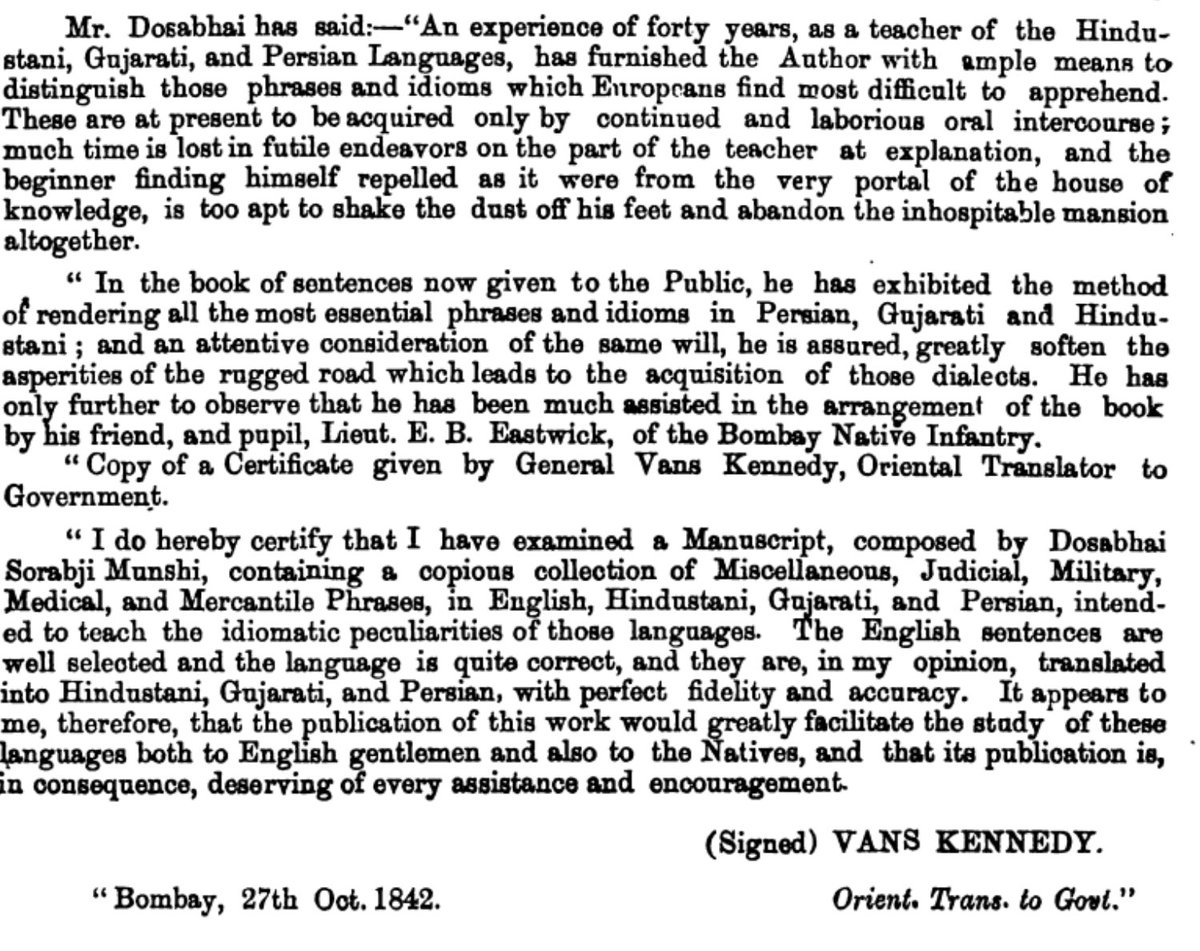 Mr. Dosabhai has said:—"An experience of forty years, as a teacher of the Hindu-
stani, Gujarati, and Persian Languages, has furnished the Author with ample means to
distinguish those phrases and idioms which Europeans find most difficult to apprehend.
These are at present to be acquired only by continued and laborious oral intercourse;
much time is lost in futile endeavors on the part of the teacher at explanation, and the
beginner finding himself repelled as it were from the very portal of the house of
knowledge, is too apt to shake the dust off his feet and abandon the inhospitable mansion
altogether.
" In the book of sentences now given to the Public, he has exhibited the method
of rendering all the most essential phrases and idioms in Persian, Gujarati and Hindu-
stani ; and an attentive consideration of the same will, he is assured, greatly soften the
asperities of the rugged road which leads to the acquisition of those dialects. He has
only further to observe that he has been much assisted in the arrangement of the book
by his friend, and pupil, Lieut. E. B. Eastwick, of the Bombay Native Infantry.
"Copy of a Certificate given by General Vans Kennedy, Oriental Translator to
Government.
" I do hereby certify that I have examined a Manuscript, composed by Dosabhai
Sorabji Munshi, containing a copious collection of Miscellaneous, Judicial, Military,
Medical, and Mercantile Phrases, in English, Hindustani, Gujarati, and Persian, intend-
ed to teach the idiomatic peculiarities of those languages. The English sentences are
well selected and the language is quite correct, and they are, in my opinion, translated
into Hindustani, Gujarati, and Persian, with perfect fidelity and accuracy. It appears to
me, therefore, that the publication of this work would greatly facilitate the study of these
languages both to English gentlemen and also to the Natives, and that its publication is,
in consequence, deserving of every assistance and encouragement.
(Signed) VANS KENNEDY.
"Bombay, 27th Oct. 1842. Orient. Trans. to Govt."